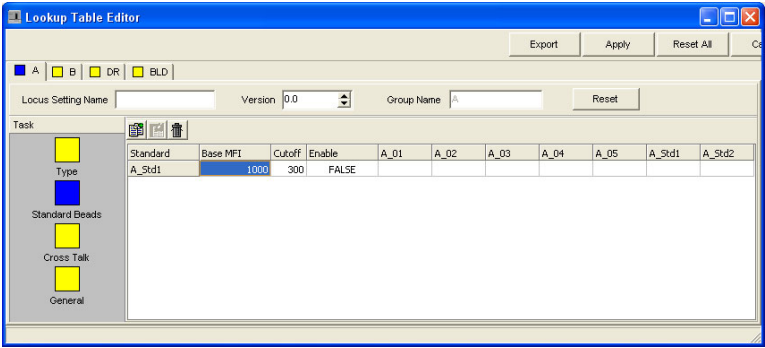 Lookup Table Editor
Export Apply Reset All Ca
A B DR BLD
Locus Setting Name Version 0.0 Group Name A Reset
Task
Standard Base MFI Cutoff Enable A_01 A_02 A_03 A_04 A_05 A_Std1 A_Std2
A_Std1 1000 300 FALSE
Type
Standard Beads
Cross Talk
General